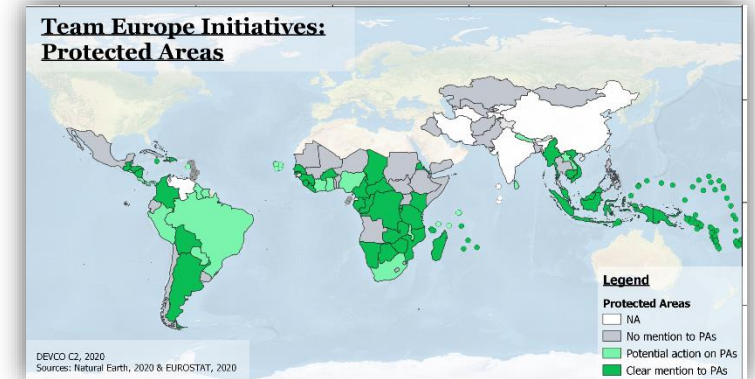 Team Europe Initiatives:
Protected Areas
Legend
Protected Areas
NA
No mention to PAs
Potential action on PAs
Clear mention to PAs
DEVCO C2, 2020
Sources: Natural Earth, 2020 & EUROSTAT, 2020